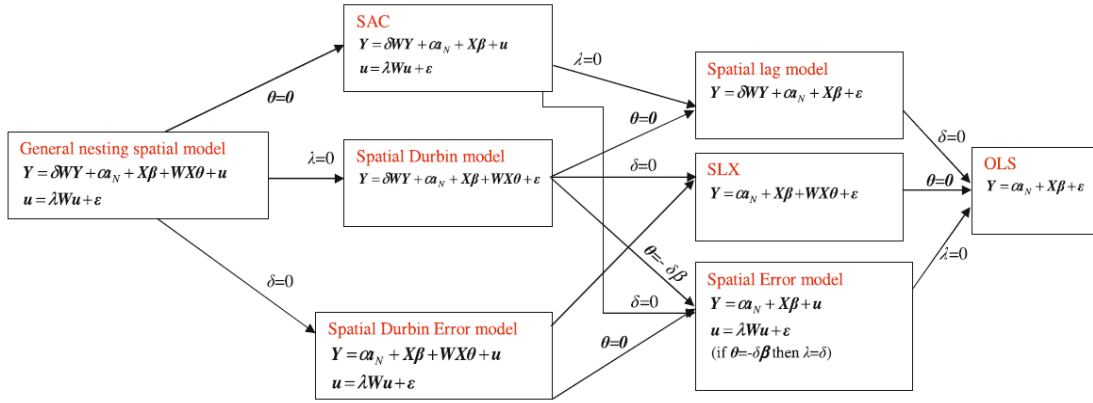 SAC
Y = δWY + αι_N + Xβ + u
u = λWu + ε
θ=0
λ=0
General nesting spatial model
Y = δWY + αι_N + Xβ + WXθ + u
u = λWu + ε
λ=0
Spatial Durbin model
Y = δWY + αι_N + Xβ + WXθ + ε
δ=0
Spatial Durbin Error model
Y = αι_N + Xβ + WXθ + u
u = λWu + ε
θ=0
δ=0
θ=- δβ
δ=0
θ=0
Spatial lag model
Y = δWY + αι_N + Xβ + ε
δ=0
SLX
Y = αι_N + Xβ + WXθ + ε
θ=0
Spatial Error model
Y = αι_N + Xβ + u
u = λWu + ε
(if θ=-δβ then λ=δ)
λ=0
OLS
Y = αι_N + Xβ + ε